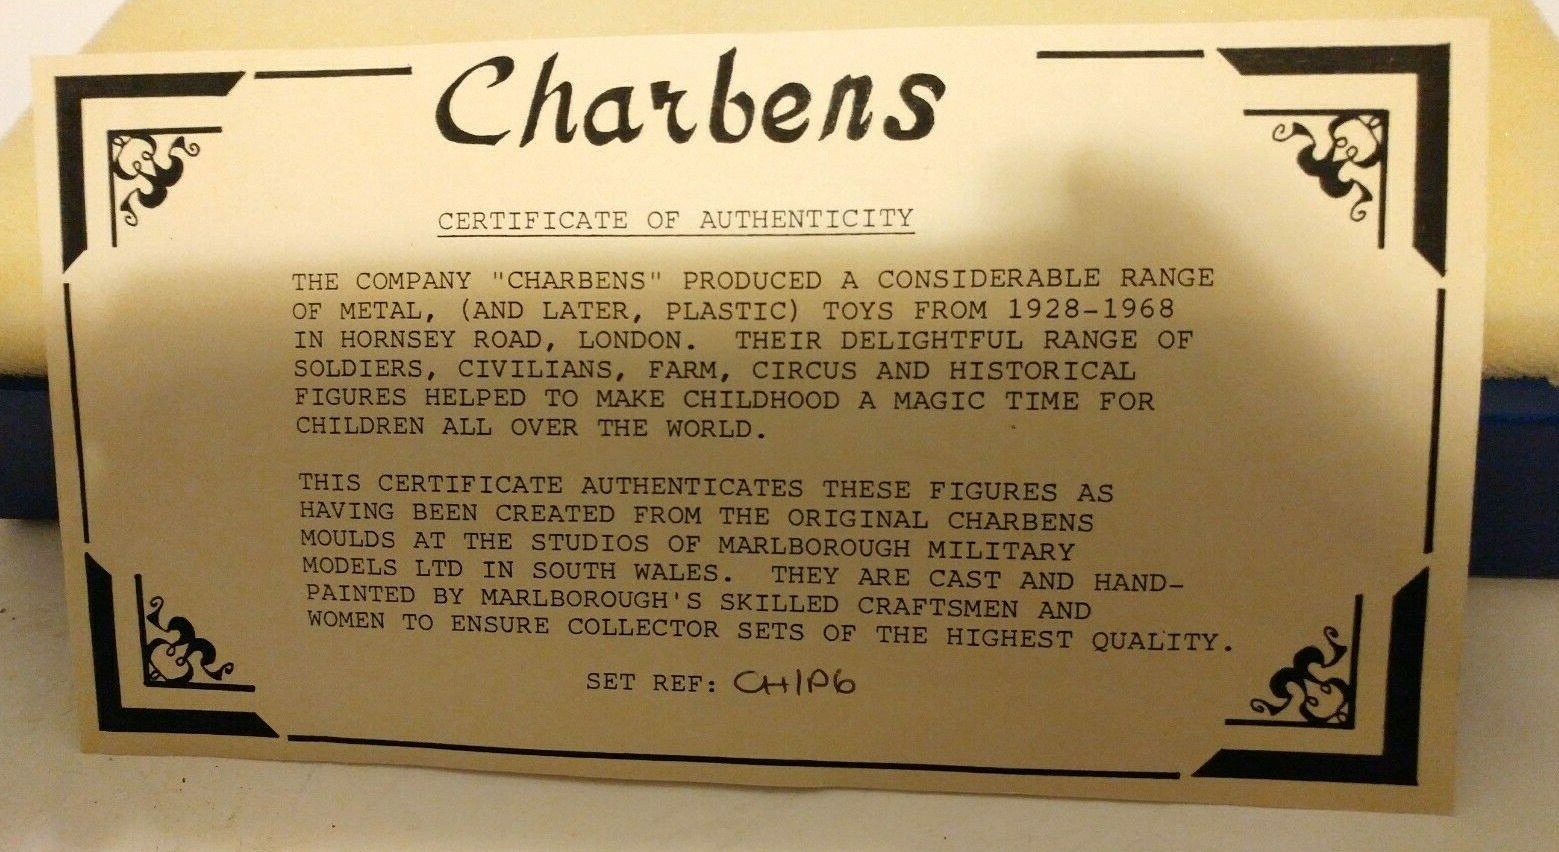 Charbens
CERTIFICATE OF AUTHENTICITY
THE COMPANY "CHARBENS" PRODUCED A CONSIDERABLE RANGE
OF METAL, (AND LATER, PLASTIC) TOYS FROM 1928-1968
IN HORNSEY ROAD, LONDON. THEIR DELIGHTFUL RANGE OF
SOLDIERS, CIVILIANS, FARM, CIRCUS AND HISTORICAL
FIGURES HELPED TO MAKE CHILDHOOD A MAGIC TIME FOR
CHILDREN ALL OVER THE WORLD.
THIS CERTIFICATE AUTHENTICATES THESE FIGURES AS
HAVING BEEN CREATED FROM THE ORIGINAL CHARBENS
MOULDS AT THE STUDIOS OF MARLBOROUGH MILITARY
MODELS LTD IN SOUTH WALES. THEY ARE CAST AND HAND-
PAINTED BY MARLBOROUGH'S SKILLED CRAFTSMEN AND
WOMEN TO ENSURE COLLECTOR SETS OF THE HIGHEST QUALITY.
SET REF: CH1P6